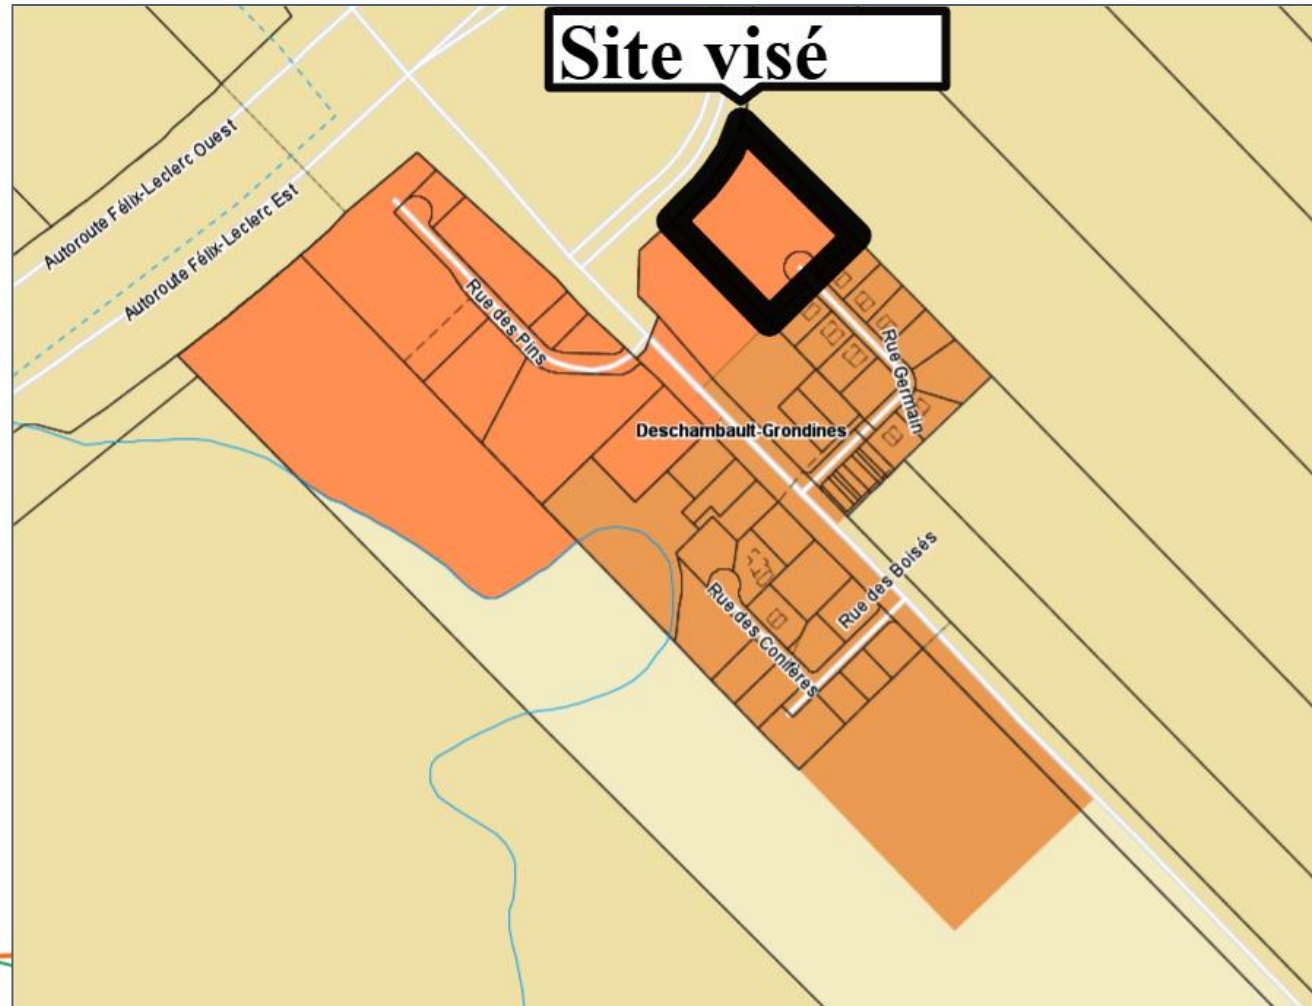 Site visé
Autoroute Félix-Leclerc Ouest
Autoroute Félix-Leclerc Est
Rue des Pins
Rue Germain
Deschambault-Grondines
Rue des Boisés
Rue des Conifères